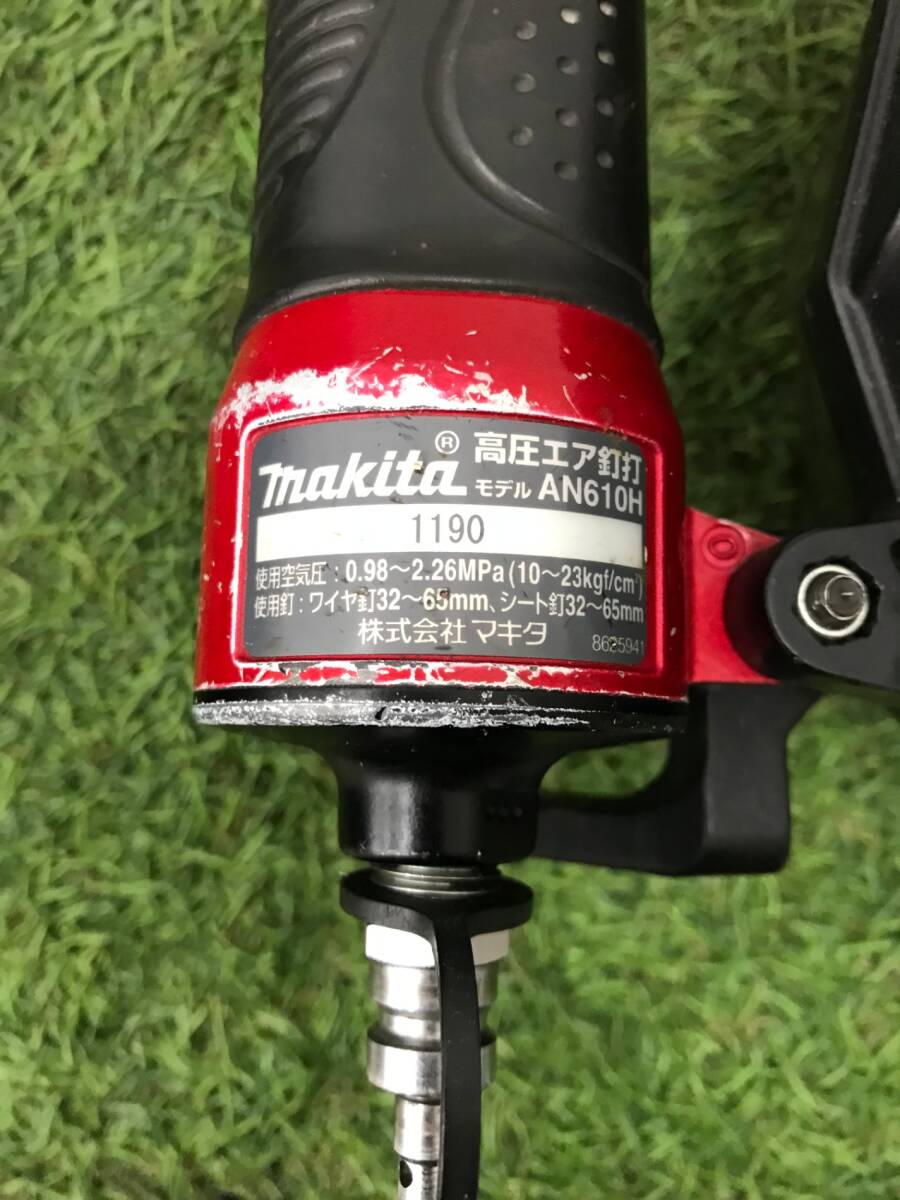 makita® 高圧エア釘打
モデル AN610H
1190
使用空気圧：0.98～2.26MPa(10～23kgf/cm²)
使用釘：ワイヤ釘32～65mm、シート釘32～65mm
株式会社 マキタ
8625941